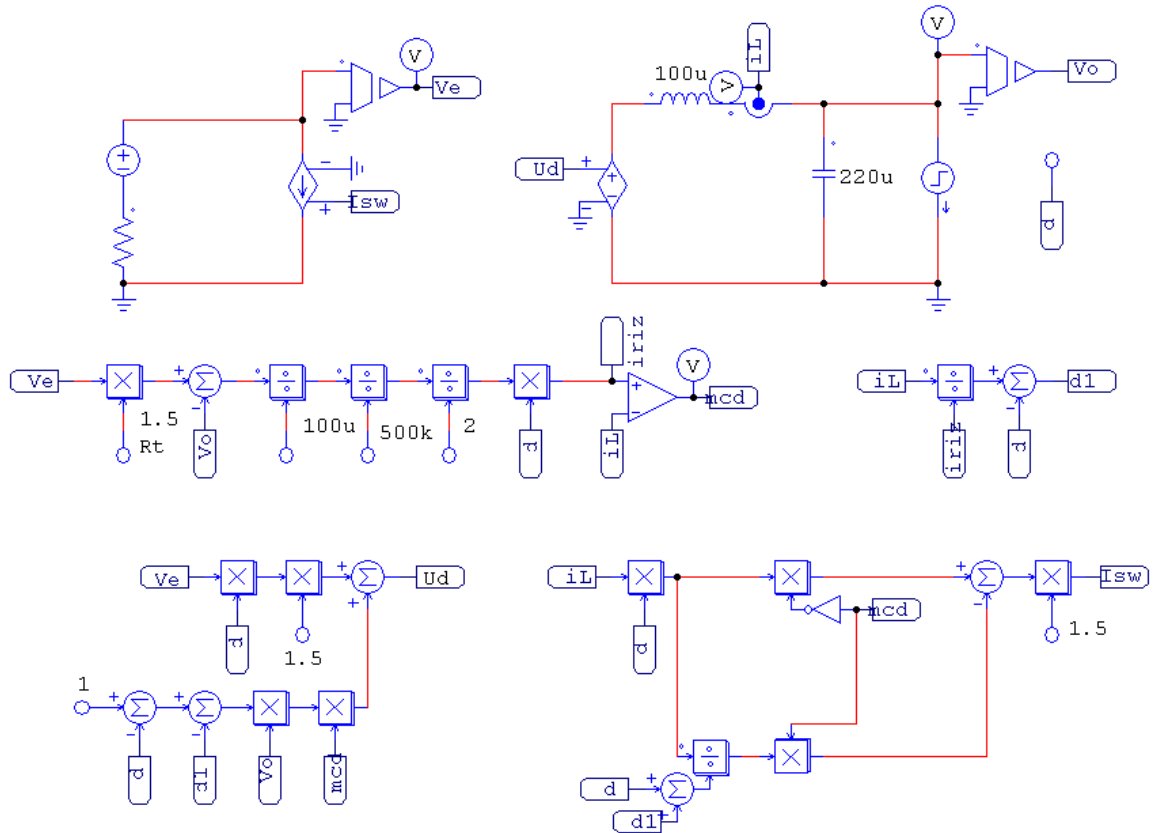 V
Ve
+
−
−
+
Isw
V
iL
100u
V
Vo
Ud
+
−
+
−
220u
d
Ve
×
1.5
Rt
+
Σ
−
Vo
÷
100u
÷
500k
÷
2
×
d
iriz
+
−
iL
V
mcd
iL
÷
iriz
+
Σ
−
d
d1
Ve
×
d
×
1.5
+
Σ
+
Ud
1
+
Σ
−
d
+
Σ
−
d1
×
Vo
×
mcd
iL
×
d
×
mcd
+
Σ
−
×
1.5
Isw
÷
×
d
+
Σ
+
d1